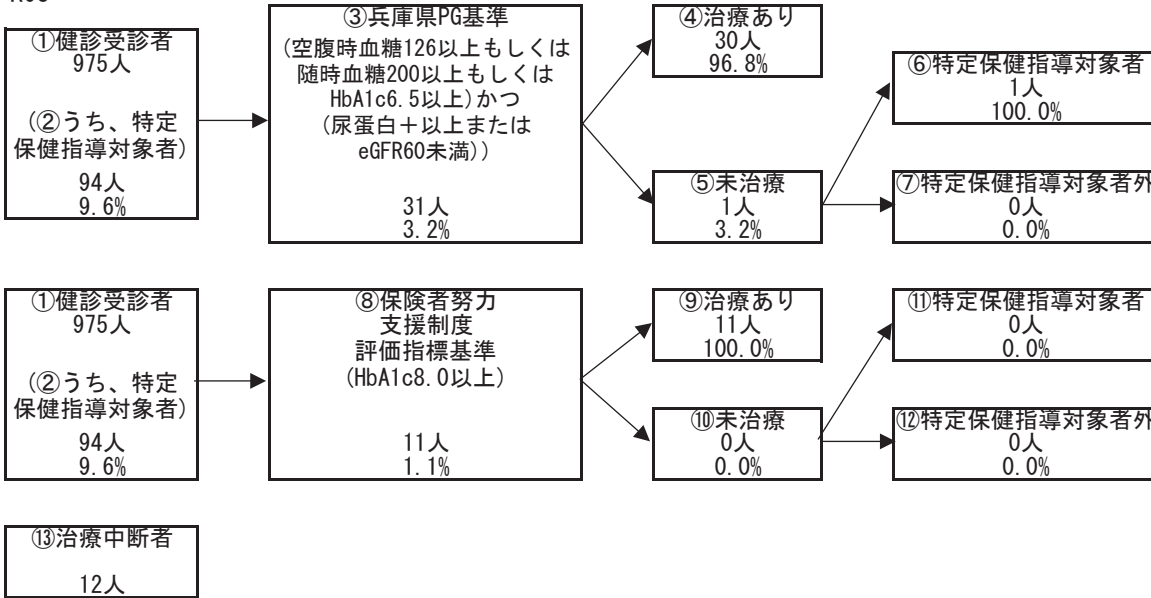 ①健診受診者
975人
(②うち、特定
保健指導対象者)
94人
9.6%
③兵庫県PG基準
(空腹時血糖126以上もしくは
随時血糖200以上もしくは
HbA1c6.5以上)かつ
(尿蛋白+以上または
eGFR60未満))
31人
3.2%
④治療あり
30人
96.8%
⑤未治療
1人
3.2%
⑥特定保健指導対象者
1人
100.0%
⑦特定保健指導対象者外
0人
0.0%
①健診受診者
975人
(②うち、特定
保健指導対象者)
94人
9.6%
⑧保険者努力
支援制度
評価指標基準
(HbA1c8.0以上)
11人
1.1%
⑨治療あり
11人
100.0%
⑩未治療
0人
0.0%
⑪特定保健指導対象者
0人
0.0%
⑫特定保健指導対象者外
0人
0.0%
⑬治療中断者
12人